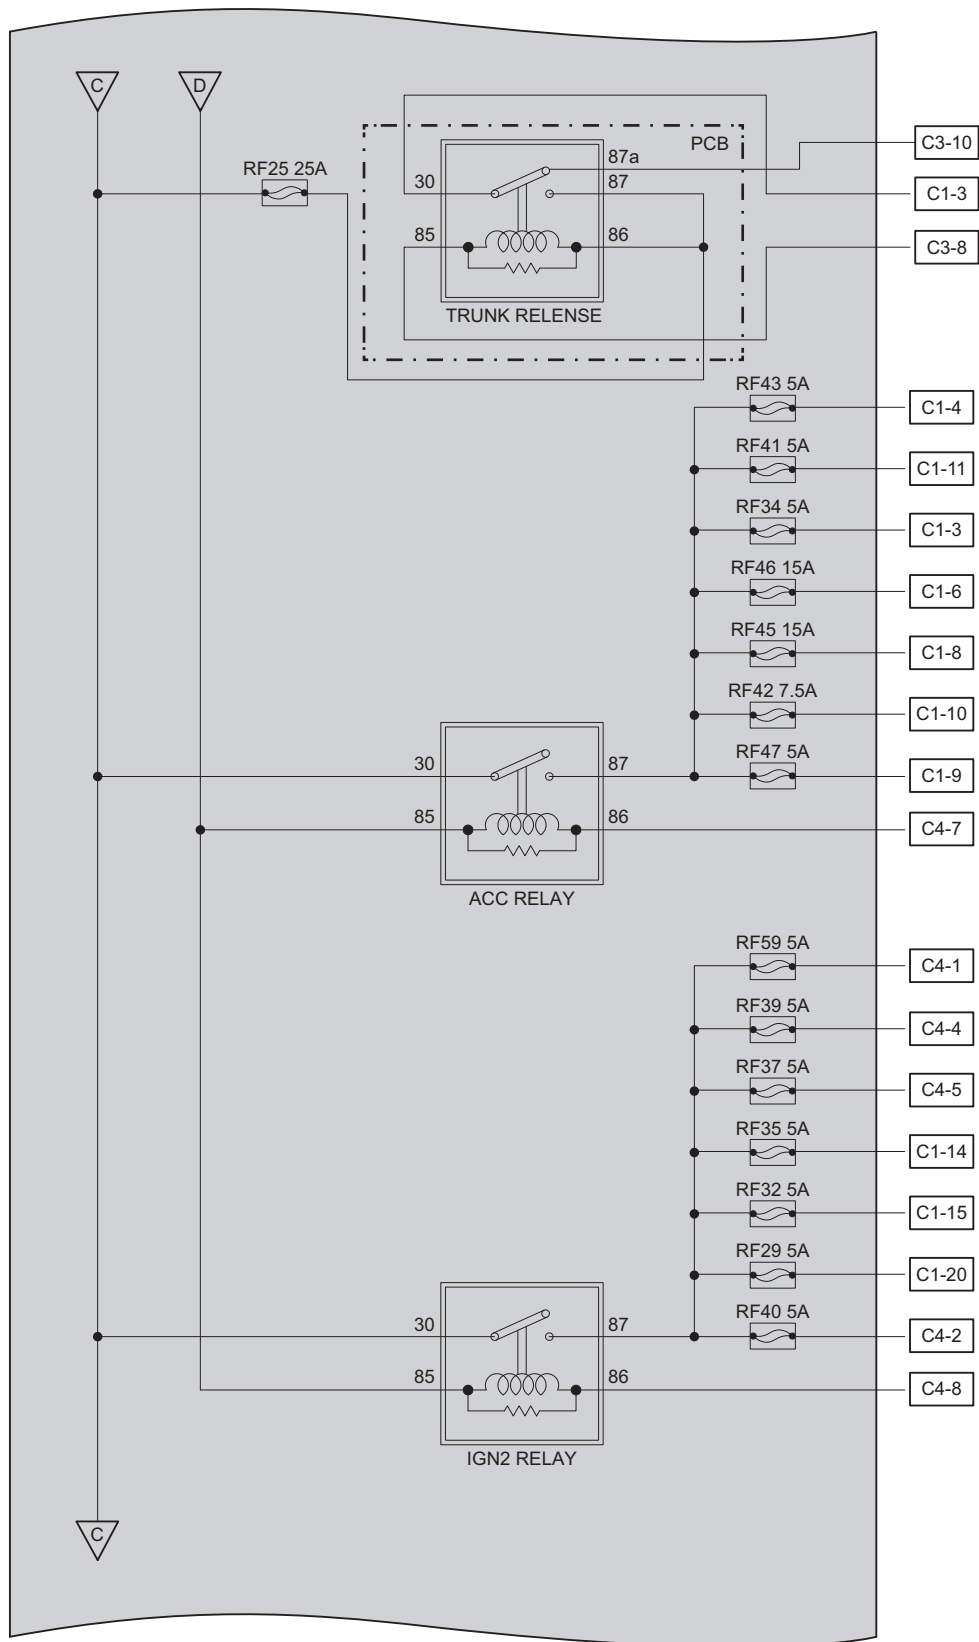 C
D
PCB
C3-10
RF25 25A
87a
30
87
C1-3
85
86
C3-8
TRUNK RELENSE
RF43 5A
C1-4
RF41 5A
C1-11
RF34 5A
C1-3
RF46 15A
C1-6
RF45 15A
C1-8
RF42 7.5A
C1-10
30
87
RF47 5A
C1-9
85
86
C4-7
ACC RELAY
RF59 5A
C4-1
RF39 5A
C4-4
RF37 5A
C4-5
RF35 5A
C1-14
RF32 5A
C1-15
RF29 5A
C1-20
30
87
RF40 5A
C4-2
85
86
C4-8
IGN2 RELAY
C